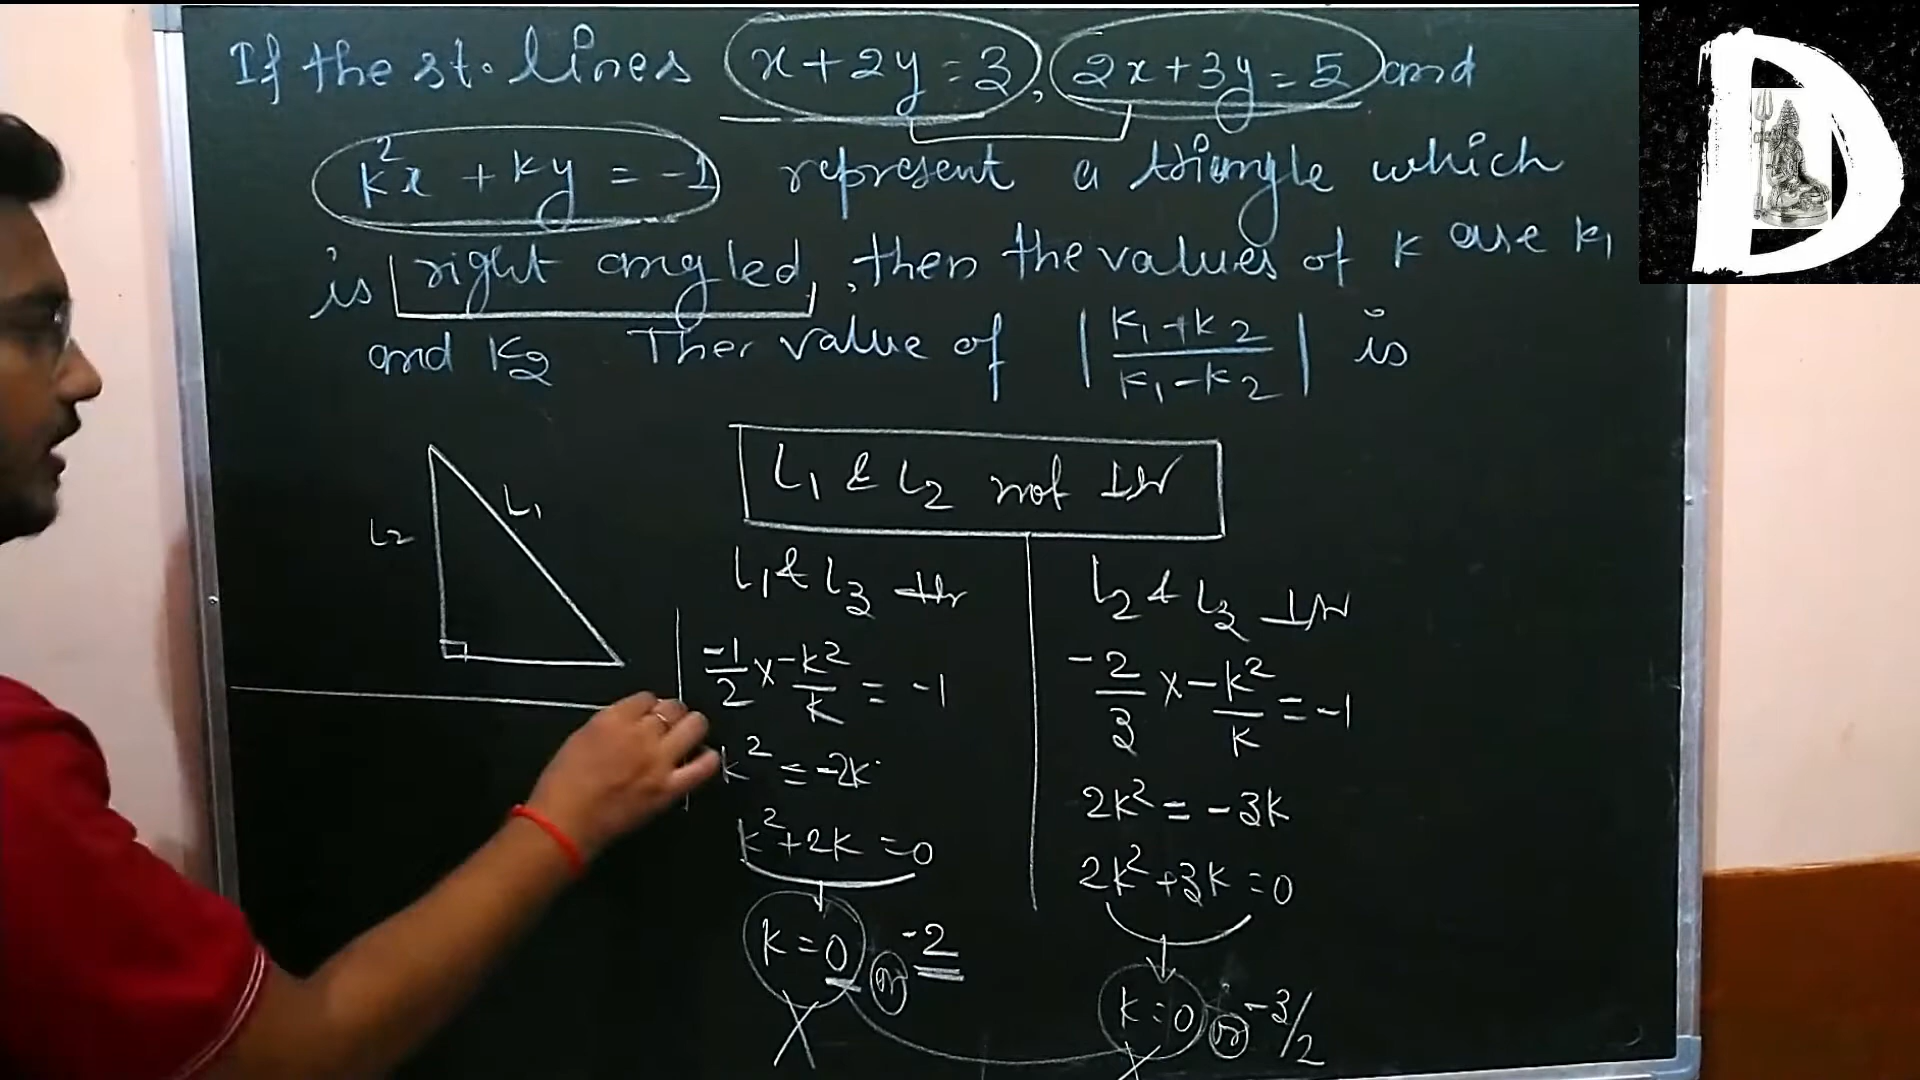 If the st. lines x+2y=3, 2x+3y=5 and
k²x + ky = -1 represent a triangle which
is right angled, then the values of k are k₁
and k₂ The value of |k₁+k₂/k₁-k₂| is
L₁ & L₂ not ⊥r
L₂
L₁
L₁ & L₃ ⊥r
-1/2 × -k²/k = -1
k² = -2k
k²+2k=0
k=0 or -2
L₂ & L₃ ⊥r
-2/3 × -k²/k = -1
2k² = -3k
2k²+3k=0
k=0 or -3/2
D